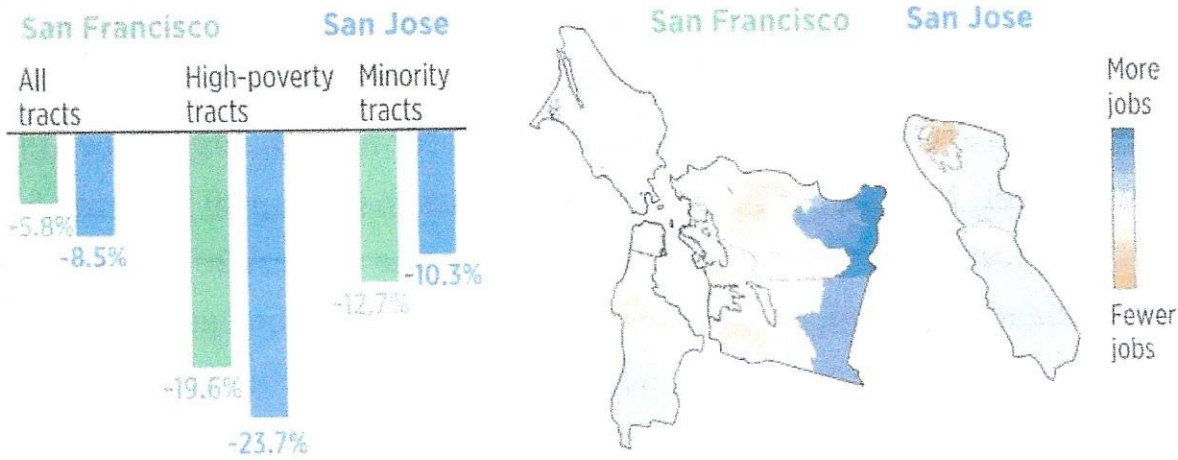 San Francisco
San Jose
All
tracts
High-poverty
tracts
Minority
tracts
-5.8%
-8.5%
-19.6%
-23.7%
-12.7%
-10.3%
San Francisco
San Jose
More
jobs
Fewer
jobs